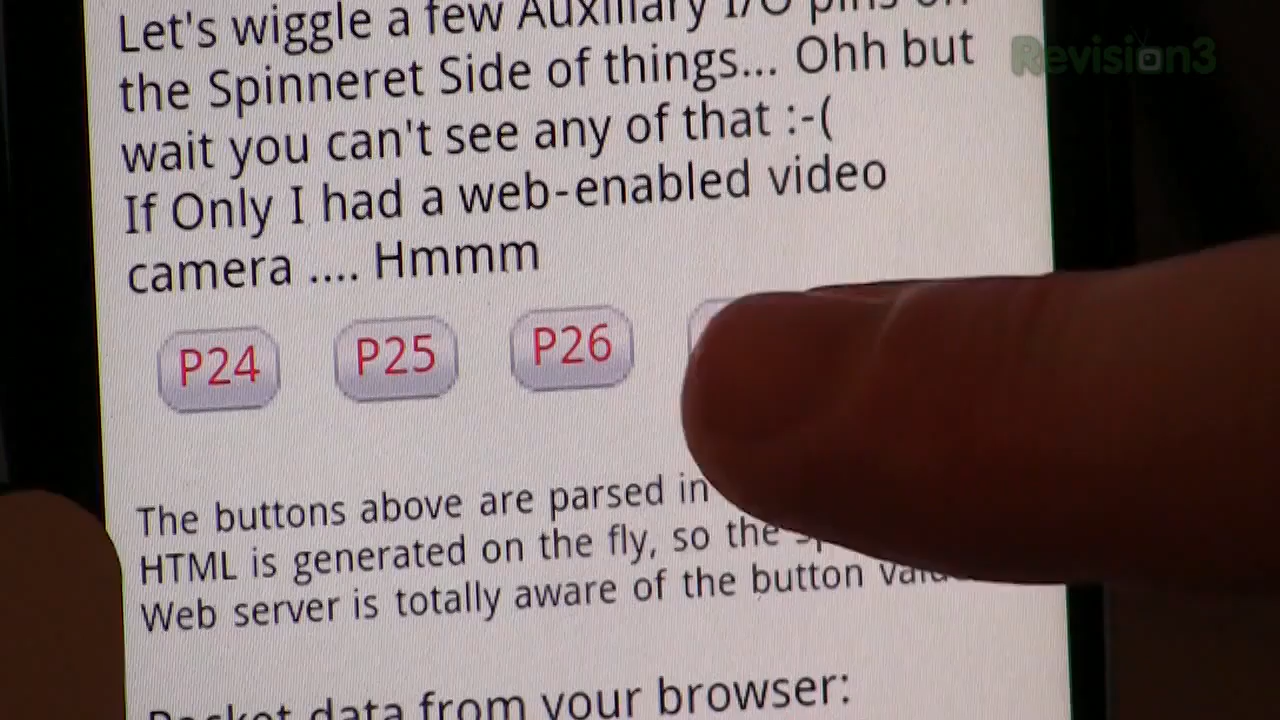 Let's wiggle a few Auxiliary I/O pins on
the Spinneret Side of things... Ohh but
wait you can't see any of that :-(
If Only I had a web-enabled video
camera .... Hmmm
P24 P25 P26
The buttons above are parsed in
HTML is generated on the fly, so the
Web server is totally aware of the button
Packet data from your browser:
Revision3